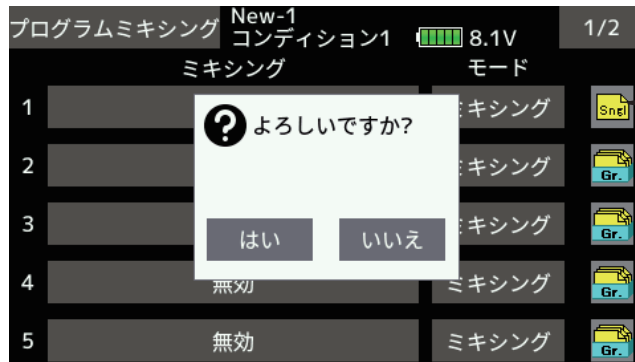 プログラムミキシング
New-1
コンディション1
8.1V
1/2
ミキシング
モード
1
キシング
Sngl
?よろしいですか?
2
キシング
Gr.
はい
いいえ
3
キシング
Gr.
4
無効
ミキシング
Gr.
5
無効
ミキシング
Gr.